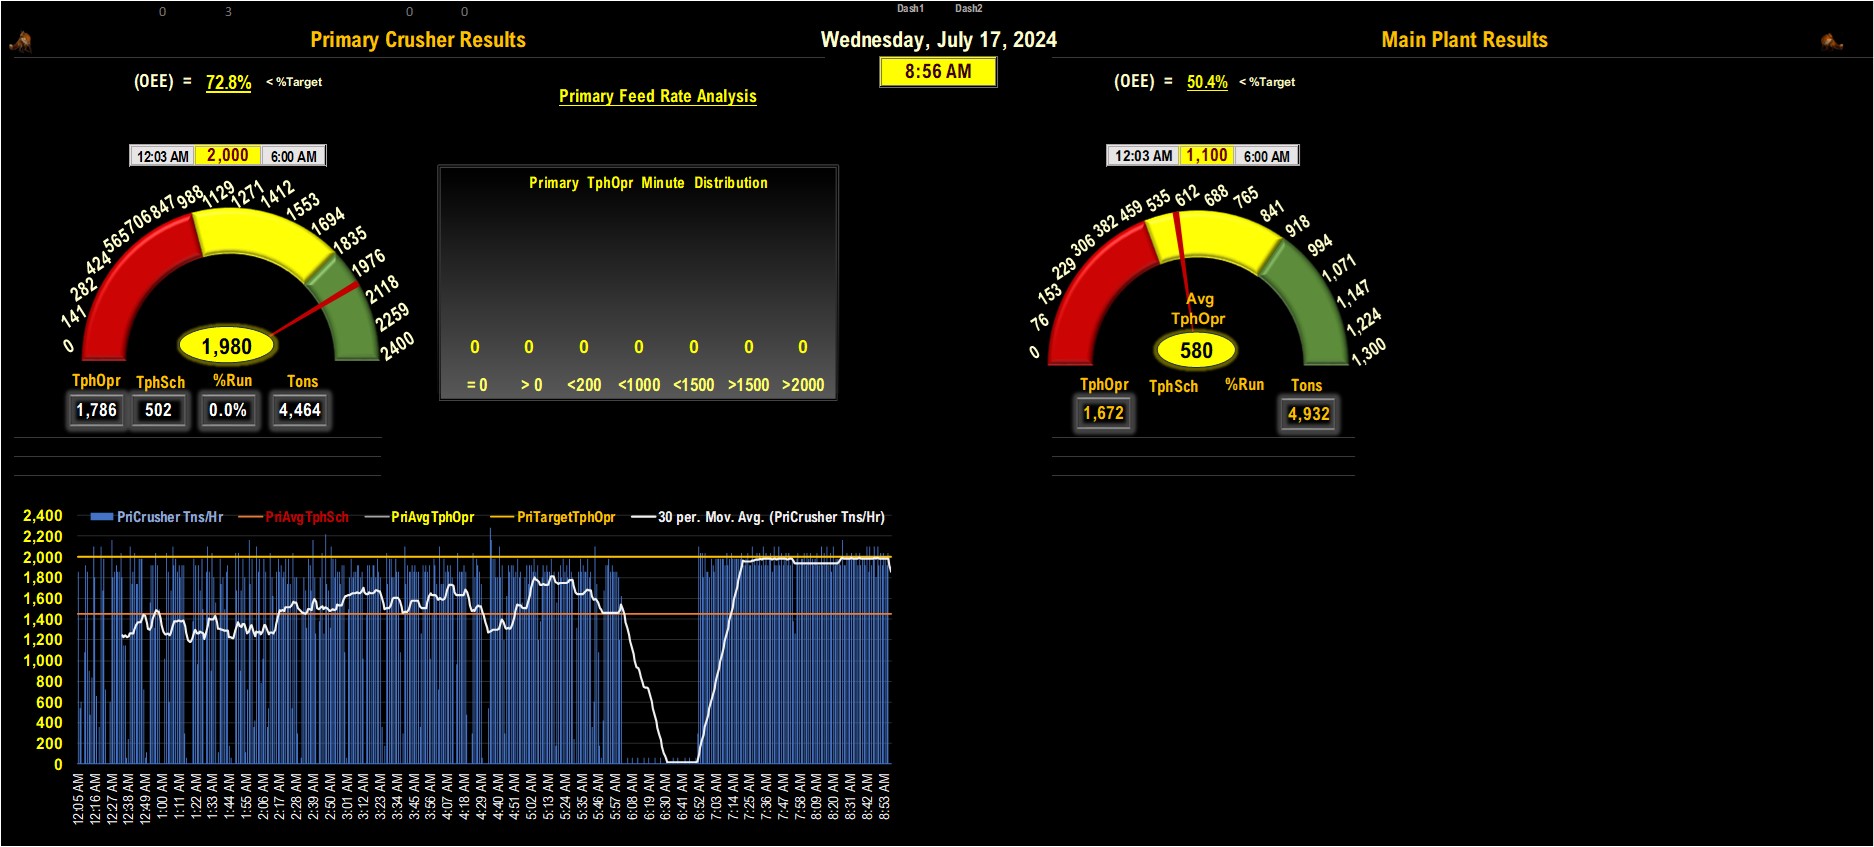 0 3 0 0 Dash1 Dash2
Primary Crusher Results Wednesday, July 17, 2024 Main Plant Results
8:56 AM
(OEE) = 72.8% < %Target (OEE) = 50.4% < %Target
Primary Feed Rate Analysis
12:03 AM 2,000 6:00 AM
0 141 282 424 565 706 847 988 1129 1271 1412 1553 1694 1835 1976 2118 2259 2400
1,980
TphOpr TphSch %Run Tons
1,786 502 0.0% 4,464
Primary TphOpr Minute Distribution
0 0 0 0 0 0 0
= 0 > 0 <200 <1000 <1500 >1500 >2000
12:03 AM 1,100 6:00 AM
0 76 153 229 306 382 459 535 612 688 765 841 918 994 1,071 1,147 1,224 1,300
Avg
TphOpr
580
TphOpr TphSch %Run Tons
1,672 4,932
PriCrusher Tns/Hr PriAvgTphSch PriAvgTphOpr PriTargetTphOpr 30 per. Mov. Avg. (PriCrusher Tns/Hr)
2,400
2,200
2,000
1,800
1,600
1,400
1,200
1,000
800
600
400
200
0
12:05 AM 12:16 AM 12:27 AM 12:38 AM 12:49 AM 1:00 AM 1:11 AM 1:22 AM 1:33 AM 1:44 AM 1:55 AM 2:06 AM 2:17 AM 2:28 AM 2:39 AM 2:50 AM 3:01 AM 3:12 AM 3:23 AM 3:34 AM 3:45 AM 3:56 AM 4:07 AM 4:18 AM 4:29 AM 4:40 AM 4:51 AM 5:02 AM 5:13 AM 5:24 AM 5:35 AM 5:46 AM 5:57 AM 6:08 AM 6:19 AM 6:30 AM 6:41 AM 6:52 AM 7:03 AM 7:14 AM 7:25 AM 7:36 AM 7:47 AM 7:58 AM 8:09 AM 8:20 AM 8:31 AM 8:42 AM 8:53 AM